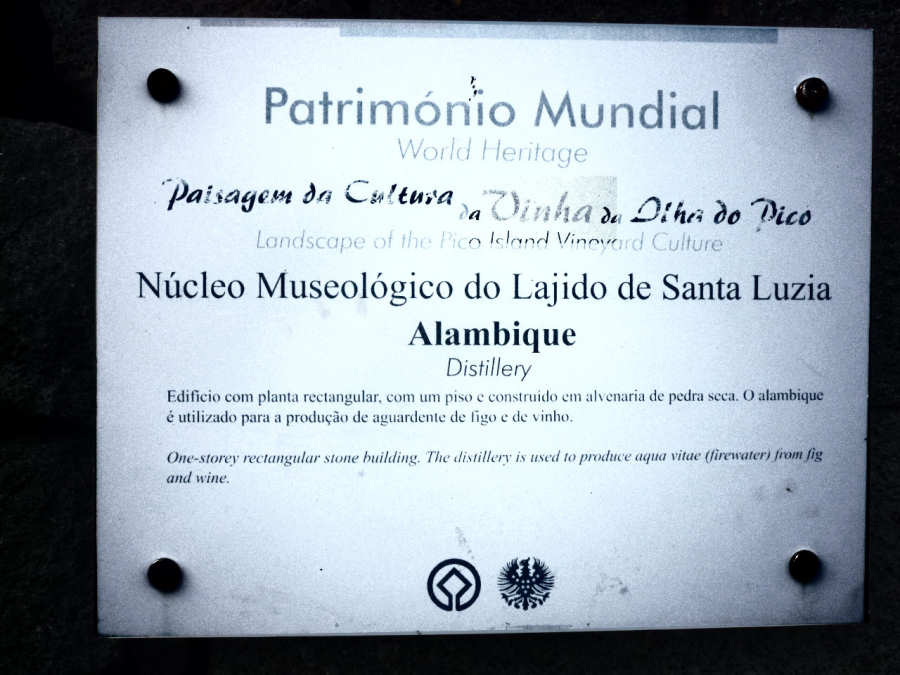 Património Mundial
World Heritage
Paisagem da Cultura da Vinha da Ilha do Pico
Landscape of the Pico Island Vineyard Culture
Núcleo Museológico do Lajido de Santa Luzia
Alambique
Distillery
Edifício com planta rectangular, com um piso e construído em alvenaria de pedra seca. O alambique
é utilizado para a produção de aguardente de figo e de vinho.
One-storey rectangular stone building. The distillery is used to produce aqua vitae (firewater) from fig
and wine.